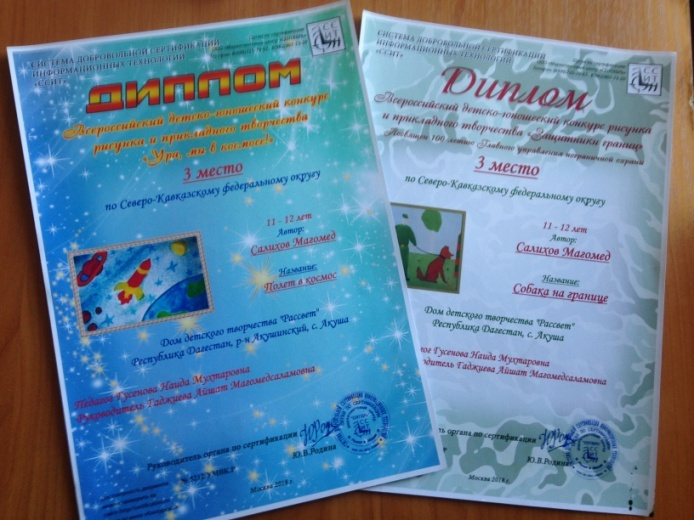 СИСТЕМА ДОБРОВОЛЬНОЙ СЕРТИФИКАЦИИ
ИНФОРМАЦИОННЫХ ТЕХНОЛОГИЙ
«ССИТ»
ДИПЛОМ
Всероссийский детско-юношеский конкурс
рисунка и прикладного творчества
«Ура, мы в космосе!»
3 место
по Северо-Кавказскому федеральному округу
11 - 12 лет
Автор:
Салихов Магомед
Название:
Полет в космос
Дом детского творчества "Рассвет"
Республика Дагестан, р-н Акушинский, с. Акуша
Педагог Гусенова Наида Мухтаровна
Руководитель Гаджиева Айшат Магомедсаламовна
Руководитель органа по сертификации
Ю.В.Родина
Москва 2018 г.
СИСТЕМА ДОБРОВОЛЬНОЙ СЕРТИФИКАЦИИ
ИНФОРМАЦИОННЫХ ТЕХНОЛОГИЙ
«ССИТ»
ССИТ
Диплом
Всероссийский детско-юношеский конкурс рисунка
и прикладного творчества «Защитники границ»
3 место
по Северо-Кавказскому федеральному округу
11 - 12 лет
Автор:
Салихов Магомед
Название:
Собака на границе
Дом детского творчества "Рассвет"
Республика Дагестан, с. Акуша
Гусенова Наида Мухтаровна
Гаджиева Айшат Магомедсаламовна
органа по сертификации
Ю.В.Родина
Москва 2018 г.